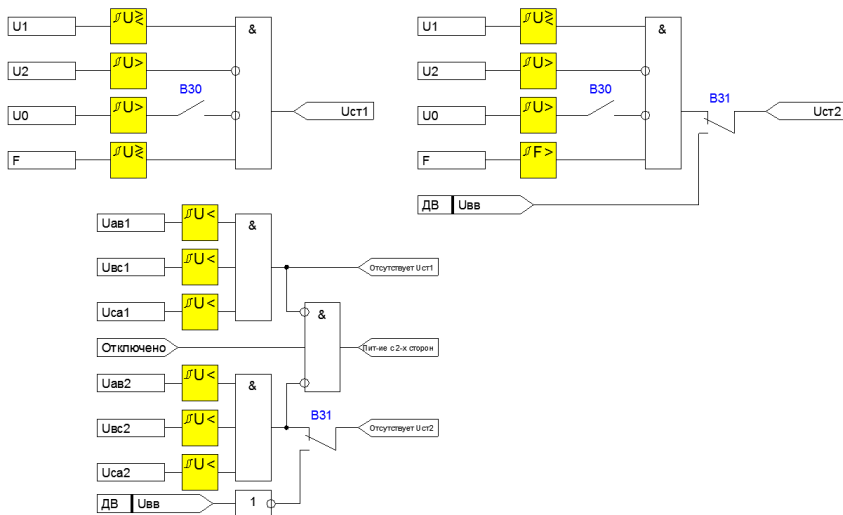 U1
U≷
&
U2
U>
B30
U0
U>
Uст1
F
U≷
U1
U≷
&
U2
U>
B30
B31
U0
U>
Uст2
F
F>
ДВ Uвв
Uав1
U<
&
Uвс1
U<
Отсутствует Uст1
Uса1
U<
&
Отключено
Пит-ие с 2-х сторон
Uав2
U<
&
B31
Uвс2
U<
Отсутствует Uст2
Uса2
U<
ДВ Uвв
1